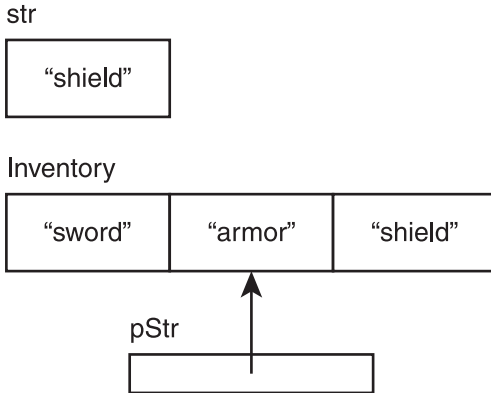 str
“shield”
Inventory
“sword” “armor” “shield”
pStr